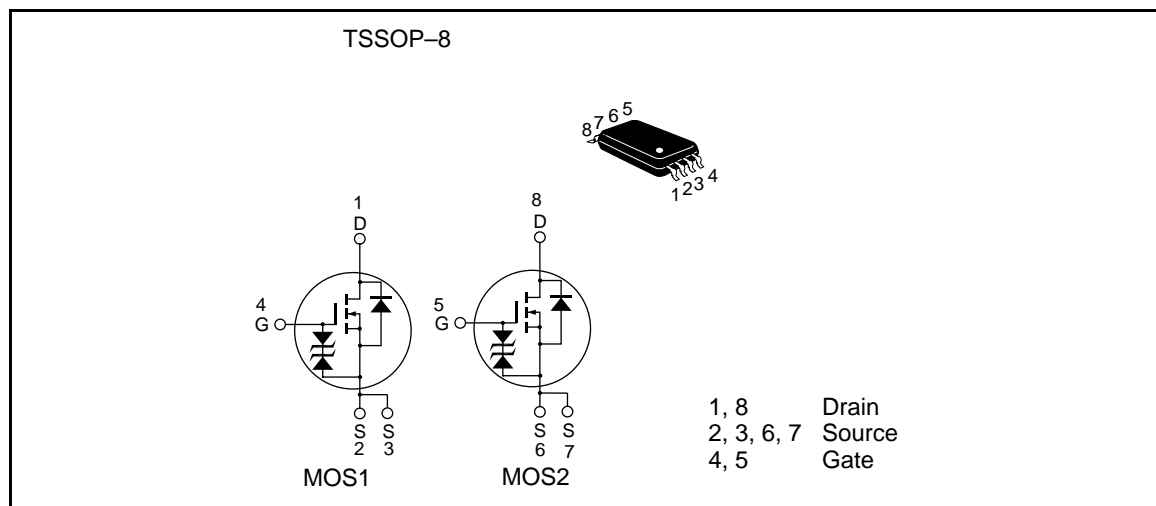 TSSOP–8
8 7 6 5
1 2 3 4
1
D
8
D
4
G
5
G
S S
2 3
S S
6 7
MOS1
MOS2
1, 8 Drain
2, 3, 6, 7 Source
4, 5 Gate